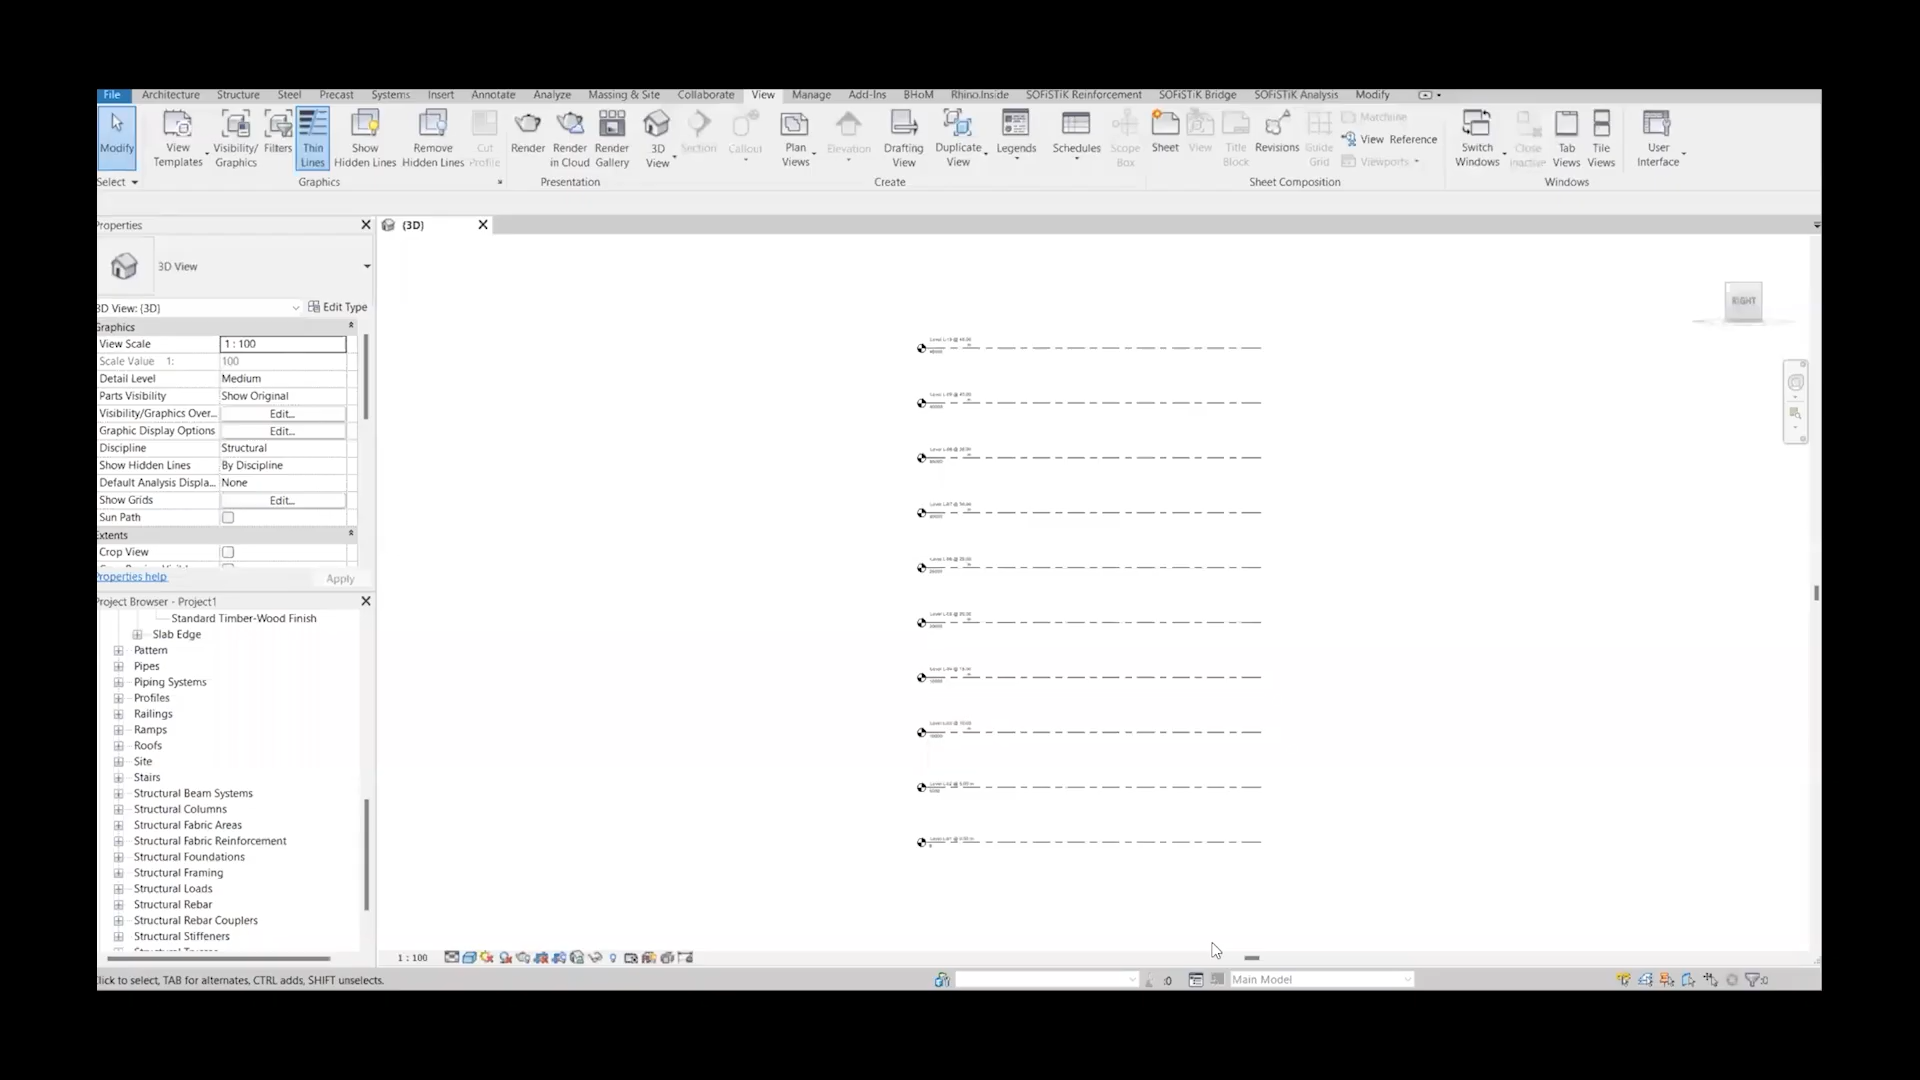 File Architecture Structure Steel Precast Systems Insert Annotate Analyze Massing & Site Collaborate View Manage Add-Ins BHoM Rhino.Inside SOFiSTiK Reinforcement SOFiSTiK Bridge SOFiSTiK Analysis Modify
Modify
View Templates
Visibility/ Graphics
Filters
Thin Lines
Show Hidden Lines
Remove Hidden Lines
Cut Profile
Render
Render in Cloud
Render Gallery
3D View
Section
Callout
Plan Views
Elevation
Drafting View
Duplicate View
Legends
Schedules
Scope Box
Sheet
View
Title Block
Revisions
Guide Grid
Matchline
View Reference
Viewports
Switch Windows
Close Inactive
Tab Views
Tile Views
User Interface
Select Graphics Presentation Create Sheet Composition Windows
Properties
{3D}
3D View
3D View: {3D} Edit Type
Graphics
View Scale 1 : 100
Scale Value 1: 100
Detail Level Medium
Parts Visibility Show Original
Visibility/Graphics Over... Edit...
Graphic Display Options Edit...
Discipline Structural
Show Hidden Lines By Discipline
Default Analysis Displa... None
Show Grids Edit...
Sun Path
Extents
Crop View
Properties help Apply
Project Browser - Project1
Standard Timber-Wood Finish
Slab Edge
Pattern
Pipes
Piping Systems
Profiles
Railings
Ramps
Roofs
Site
Stairs
Structural Beam Systems
Structural Columns
Structural Fabric Areas
Structural Fabric Reinforcement
Structural Foundations
Structural Framing
Structural Loads
Structural Rebar
Structural Rebar Couplers
Structural Stiffeners
RIGHT
1 : 100
Click to select, TAB for alternates, CTRL adds, SHIFT unselects.
:0
Main Model
:0